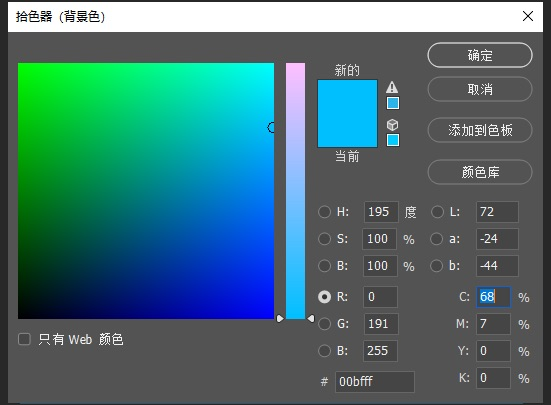 拾色器（背景色）
新的
当前
确定
取消
添加到色板
颜色库
H: 195 度
S: 100 %
B: 100 %
R: 0
G: 191
B: 255
# 00bfff
L: 72
a: -24
b: -44
C: 68 %
M: 7 %
Y: 0 %
K: 0 %
只有 Web 颜色